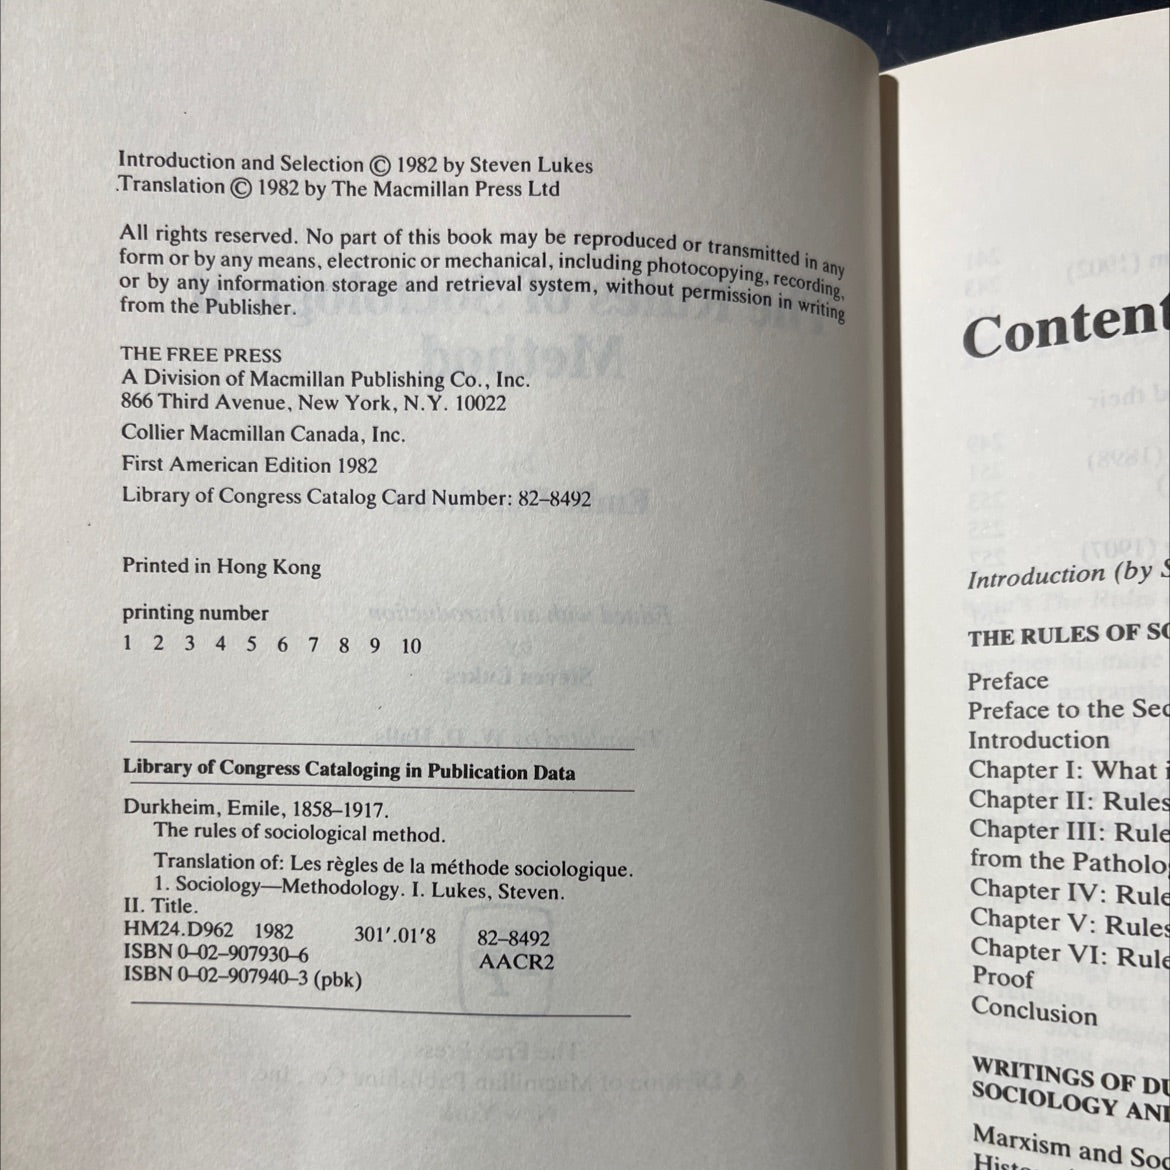 Introduction and Selection © 1982 by Steven Lukes
Translation © 1982 by The Macmillan Press Ltd
All rights reserved. No part of this book may be reproduced or transmitted in any
form or by any means, electronic or mechanical, including photocopying, recording,
or by any information storage and retrieval system, without permission in writing
from the Publisher.
THE FREE PRESS
A Division of Macmillan Publishing Co., Inc.
866 Third Avenue, New York, N.Y. 10022
Collier Macmillan Canada, Inc.
First American Edition 1982
Library of Congress Catalog Card Number: 82–8492
Printed in Hong Kong
printing number
1 2 3 4 5 6 7 8 9 10
Library of Congress Cataloging in Publication Data
Durkheim, Emile, 1858–1917.
The rules of sociological method.
Translation of: Les règles de la méthode sociologique.
1. Sociology—Methodology. I. Lukes, Steven.
II. Title.
HM24.D962 1982 301'.01'8 82–8492
ISBN 0–02–907930–6 AACR2
ISBN 0–02–907940–3 (pbk)
Content
Introduction (by S
THE RULES OF SO
Preface
Preface to the Sec
Introduction
Chapter I: What i
Chapter II: Rules
Chapter III: Rule
from the Patholog
Chapter IV: Rule
Chapter V: Rules
Chapter VI: Rule
Proof
Conclusion
WRITINGS OF DU
SOCIOLOGY AND
Marxism and Soc